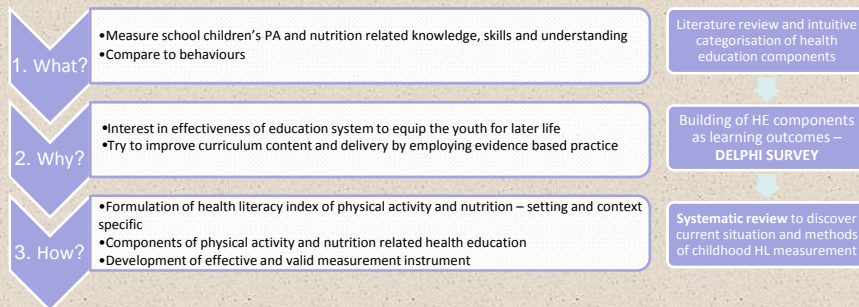 1. What?
•Measure school children's PA and nutrition related knowledge, skills and understanding
•Compare to behaviours
2. Why?
•Interest in effectiveness of education system to equip the youth for later life
•Try to improve curriculum content and delivery by employing evidence based practice
3. How?
•Formulation of health literacy index of physical activity and nutrition – setting and context
specific
•Components of physical activity and nutrition related health education
•Development of effective and valid measurement instrument
Literature review and intuitive
categorisation of health
education components
Building of HE components
as learning outcomes –
DELPHI SURVEY
Systematic review to discover
current situation and methods
of childhood HL measurement